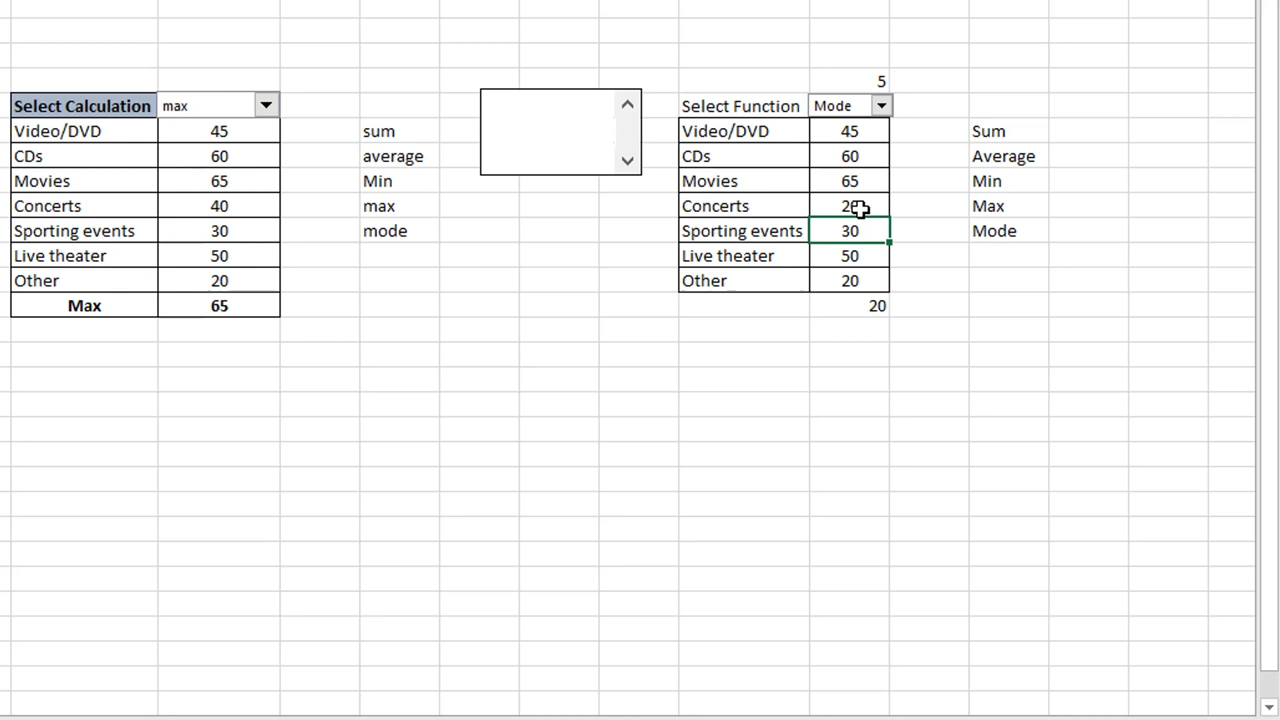 5
Select Calculation max Select Function Mode
Video/DVD 45 sum Video/DVD 45 Sum
CDs 60 average CDs 60 Average
Movies 65 Min Movies 65 Min
Concerts 40 max Concerts 20 Max
Sporting events 30 mode Sporting events 30 Mode
Live theater 50 Live theater 50
Other 20 Other 20
Max 65 20